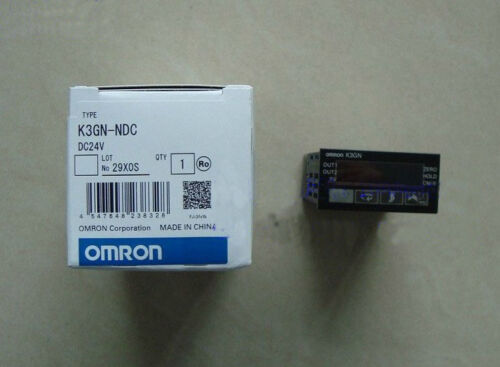 TYPE
K3GN-NDC
DC24V
LOT No 29X0S QTY 1 Ro
4 547648 238328
OMRON Corporation MADE IN CHINA
OMRON
OMRON K3GN
OUT1 ZERO
OUT2 HOLD